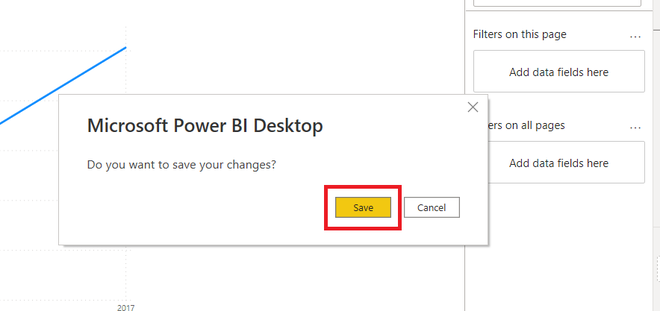 Filters on this page ...
Add data fields here
Microsoft Power BI Desktop
Do you want to save your changes?
Save
Cancel
ers on all pages ...
Add data fields here
2017